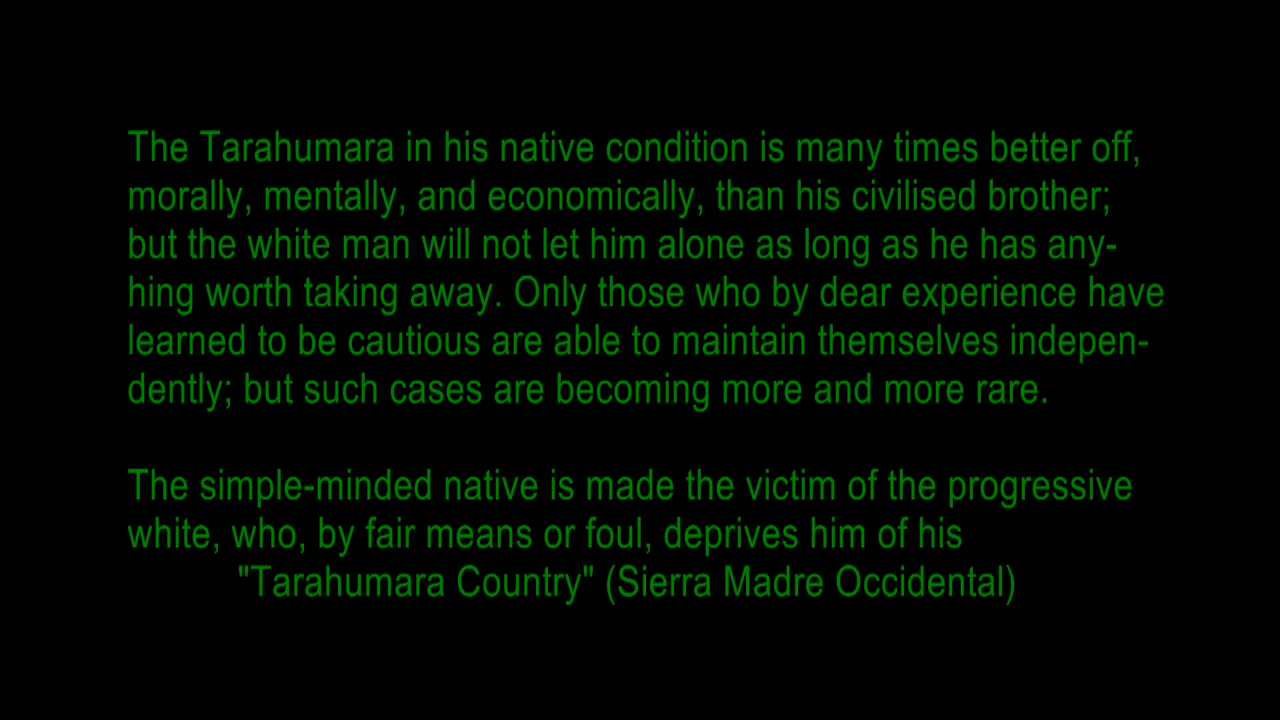 The Tarahumara in his native condition is many times better off,
morally, mentally, and economically, than his civilised brother;
but the white man will not let him alone as long as he has any-
hing worth taking away. Only those who by dear experience have
learned to be cautious are able to maintain themselves indepen-
dently; but such cases are becoming more and more rare.
The simple-minded native is made the victim of the progressive
white, who, by fair means or foul, deprives him of his
"Tarahumara Country" (Sierra Madre Occidental)